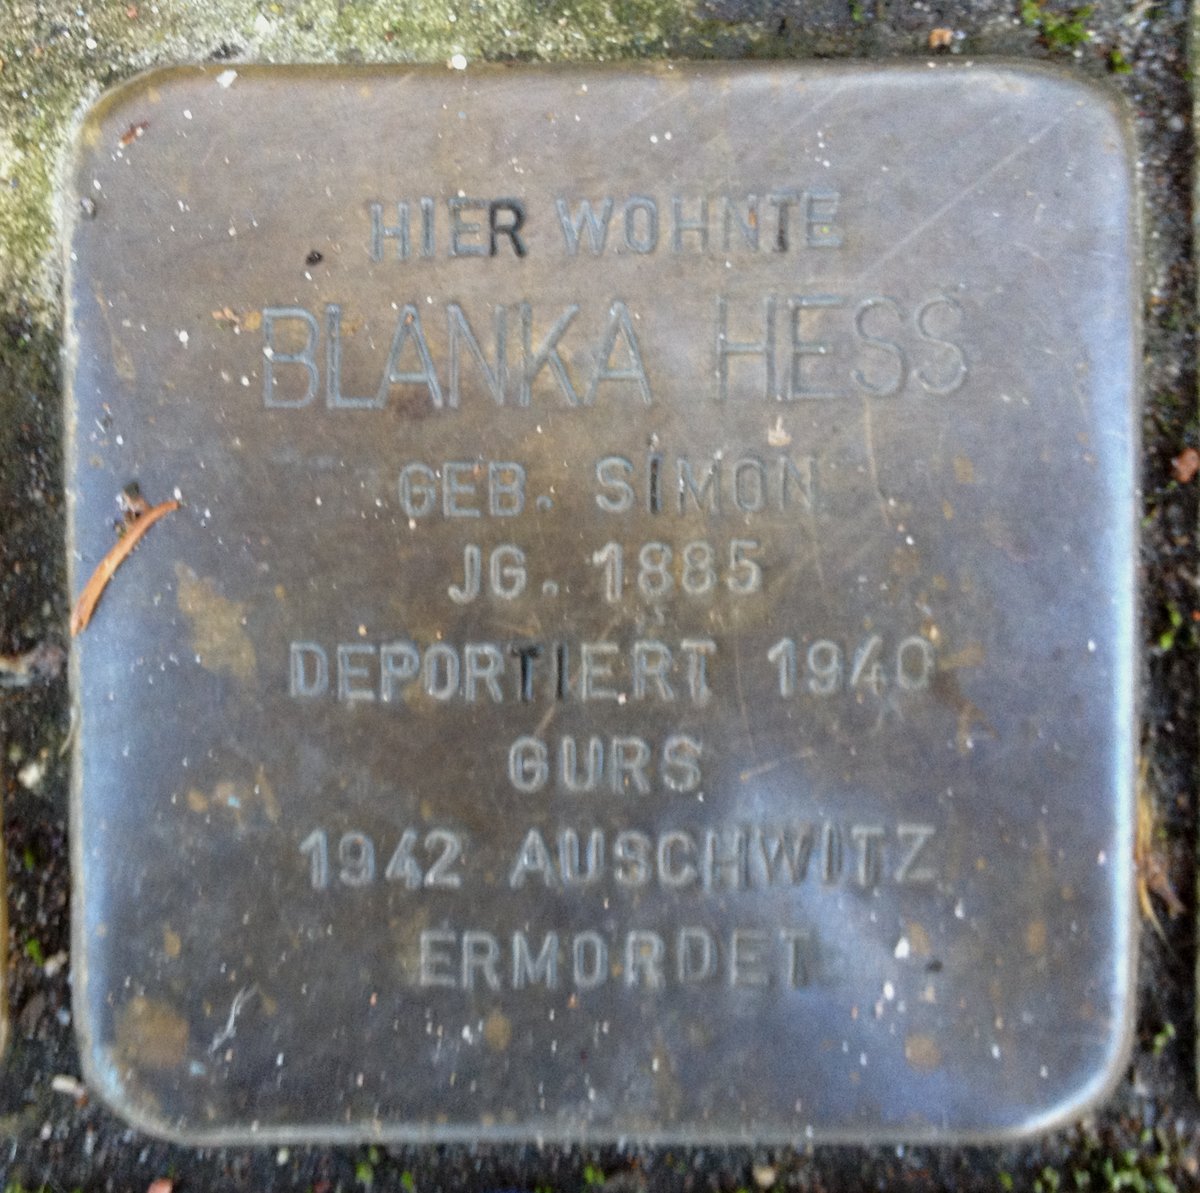 HIER WOHNTE
BLANKA HESS
GEB. SIMON
JG. 1885
DEPORTIERT 1940
GURS
1942 AUSCHWITZ
ERMORDET